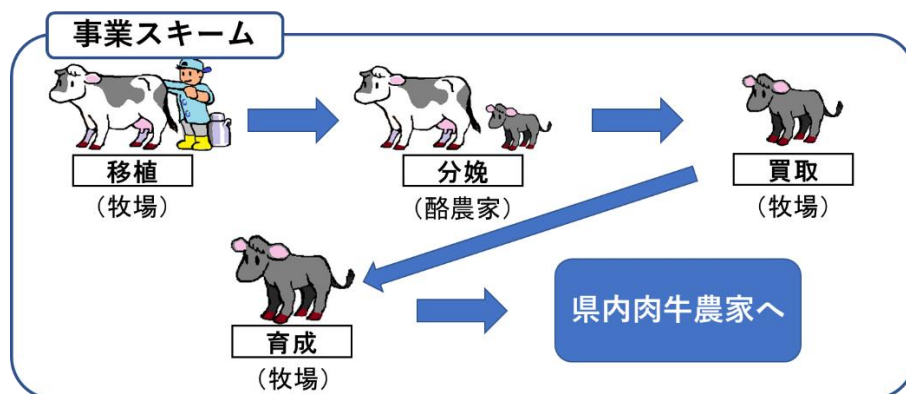 事業スキーム
移植
（牧場）
分娩
（酪農家）
買取
（牧場）
育成
（牧場）
県内肉牛農家へ